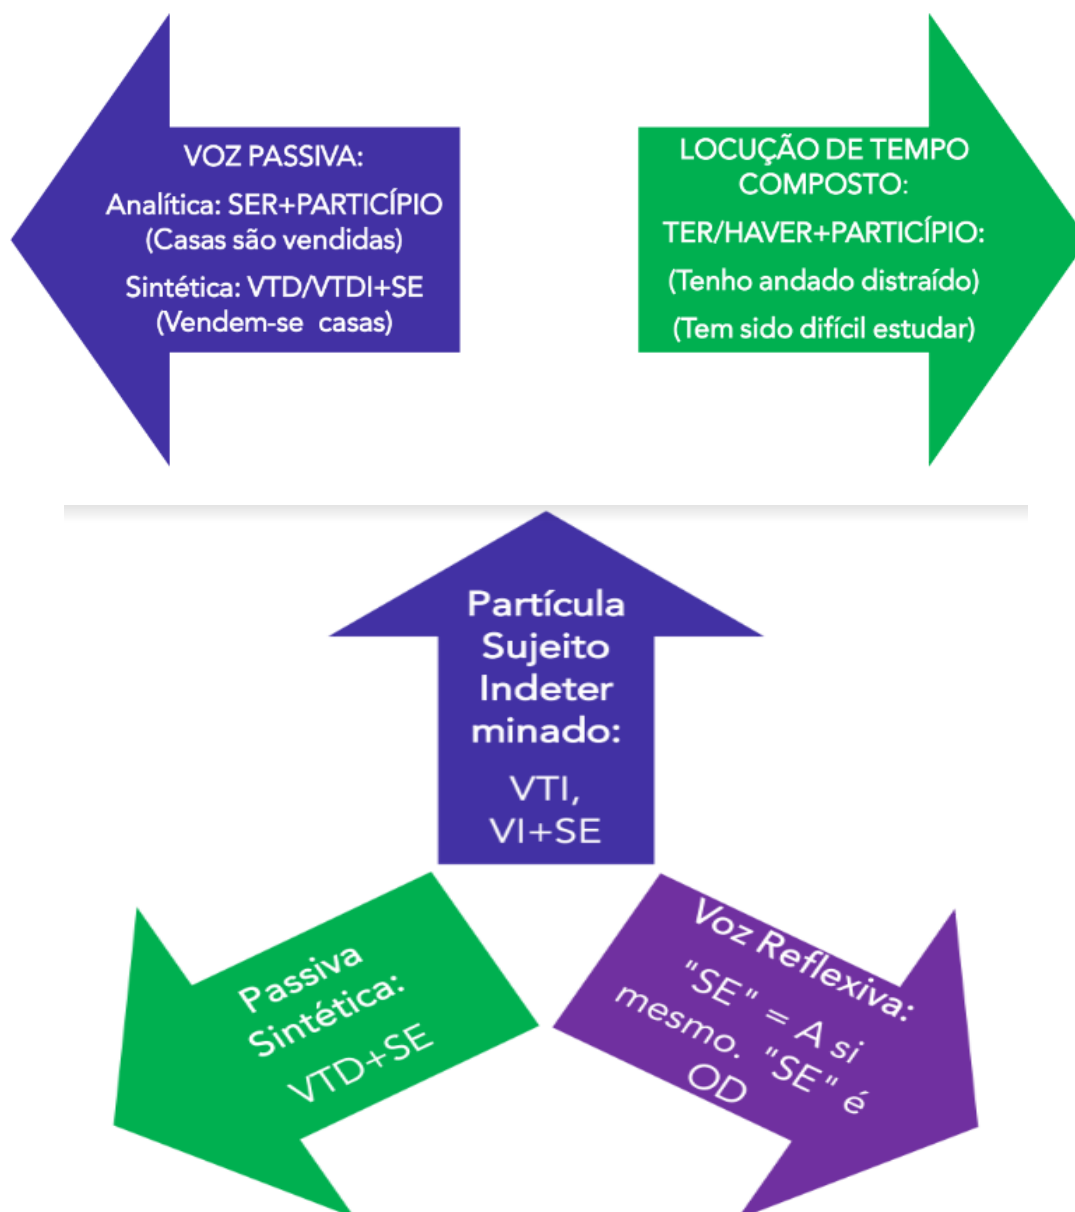 VOZ PASSIVA:
Analítica: SER+PARTICÍPIO
(Casas são vendidas)
Sintética: VTD/VTDI+SE
(Vendem-se casas)
LOCUÇÃO DE TEMPO
COMPOSTO:
TER/HAVER+PARTICÍPIO:
(Tenho andado distraído)
(Tem sido difícil estudar)
Partícula
Sujeito
Indeter
minado:
VTI,
VI+SE
Passiva
Sintética:
VTD+SE
Voz Reflexiva:
"SE" = A si
mesmo. "SE" é
OD